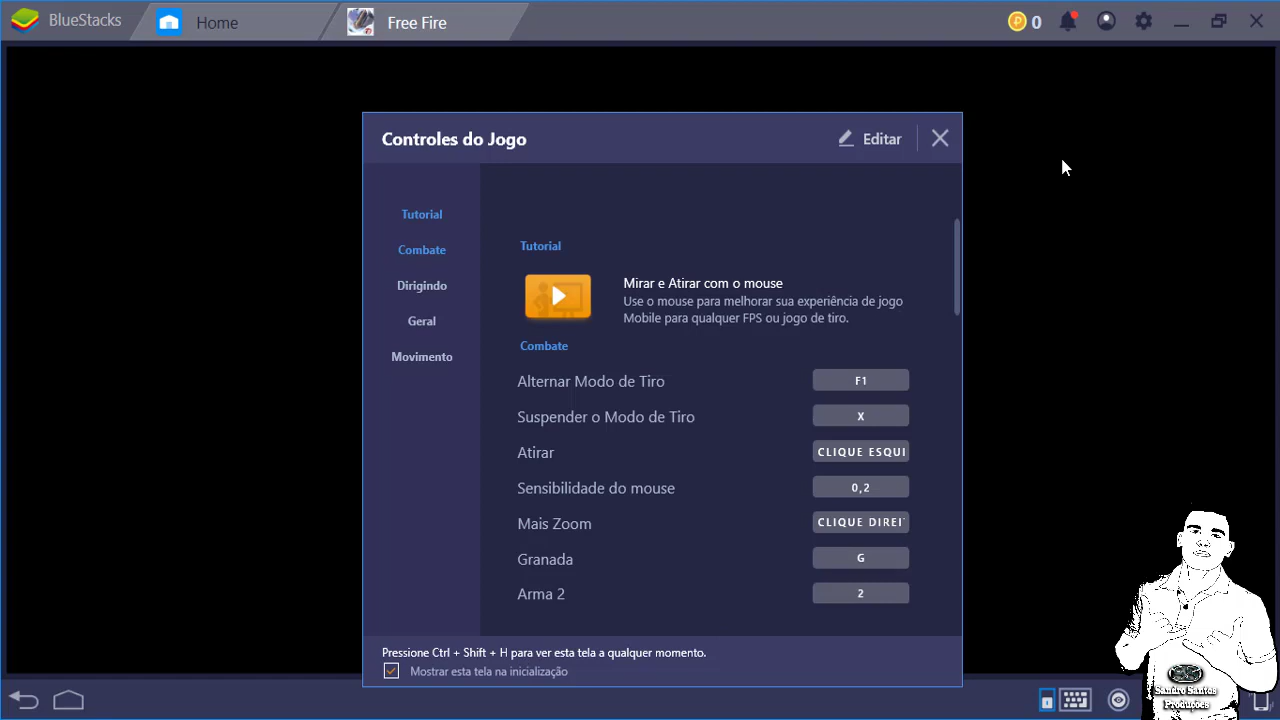 BlueStacks
Home
Free Fire
0
Controles do Jogo
Editar
Tutorial
Combate
Dirigindo
Geral
Movimento
Tutorial
Mirar e Atirar com o mouse
Use o mouse para melhorar sua experiência de jogo
Mobile para qualquer FPS ou jogo de tiro.
Combate
Alternar Modo de Tiro F1
Suspender o Modo de Tiro X
Atirar CLIQUE ESQUI
Sensibilidade do mouse 0,2
Mais Zoom CLIQUE DIREI
Granada G
Arma 2 2
Pressione Ctrl + Shift + H para ver esta tela a qualquer momento.
Mostrar esta tela na inicialização
Sandro Santos
Produções